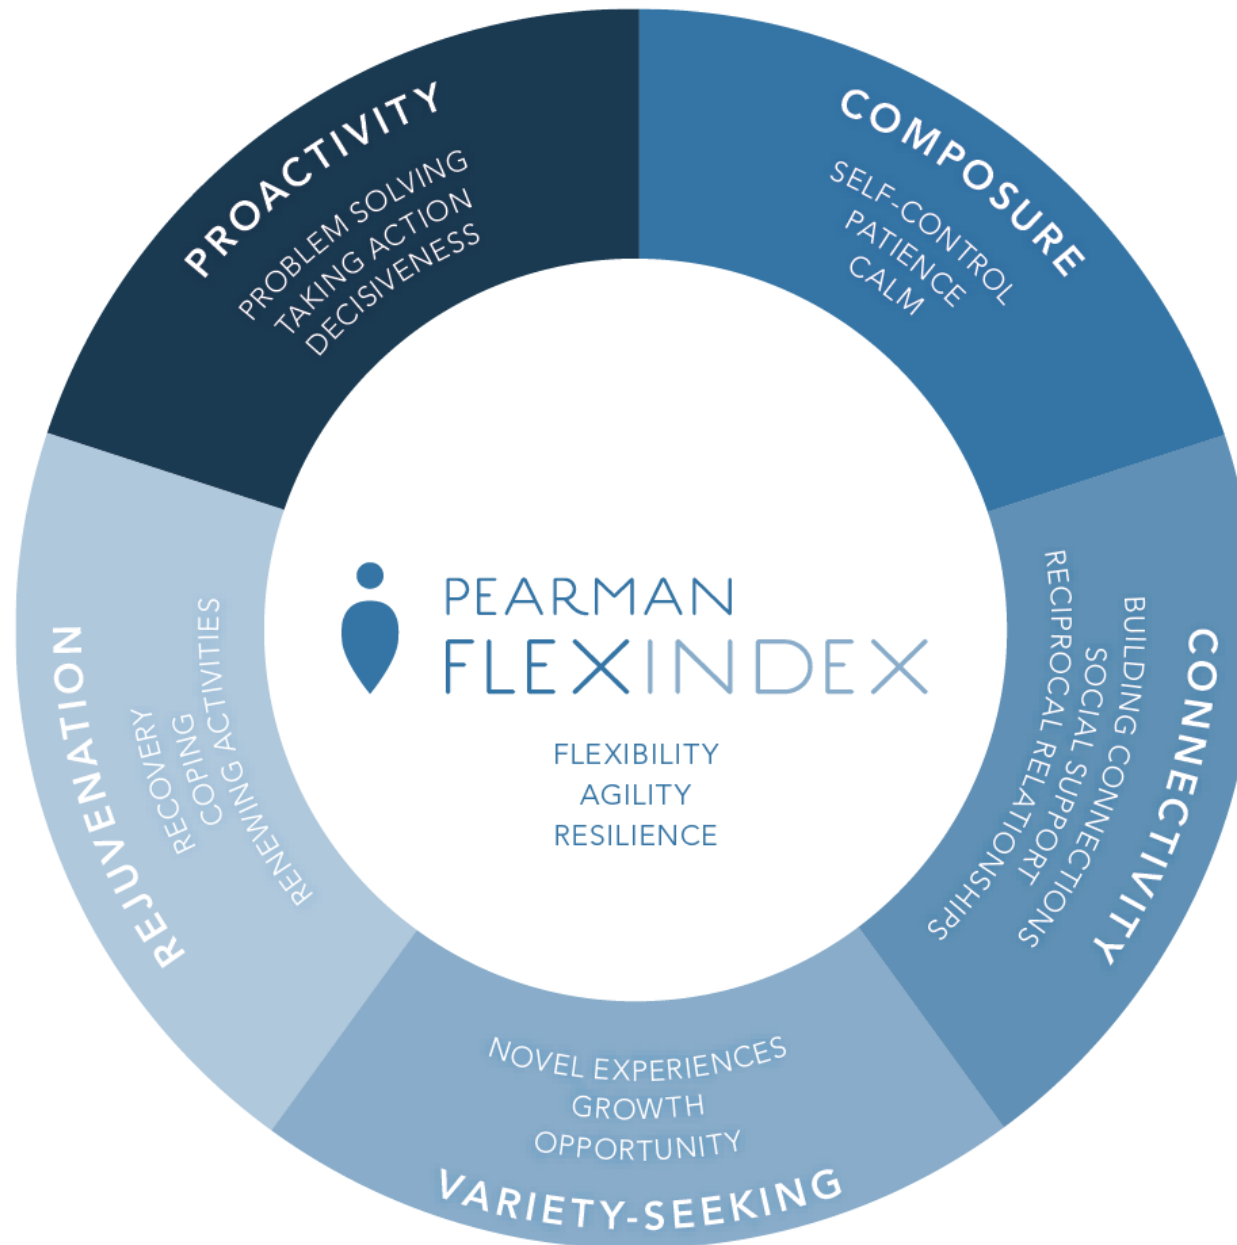 PROACTIVITY
PROBLEM SOLVING
TAKING ACTION
DECISIVENESS
COMPOSURE
SELF-CONTROL
PATIENCE
CALM
CONNECTIVITY
BUILDING CONNECTIONS
SOCIAL SUPPORT
RECIPROCAL RELATIONSHIPS
NOVEL EXPERIENCES
GROWTH
OPPORTUNITY
VARIETY-SEEKING
REJUVENATION
RECOVERY
COPING
RENEWING ACTIVITIES
PEARMAN
FLEXINDEX
FLEXIBILITY
AGILITY
RESILIENCE